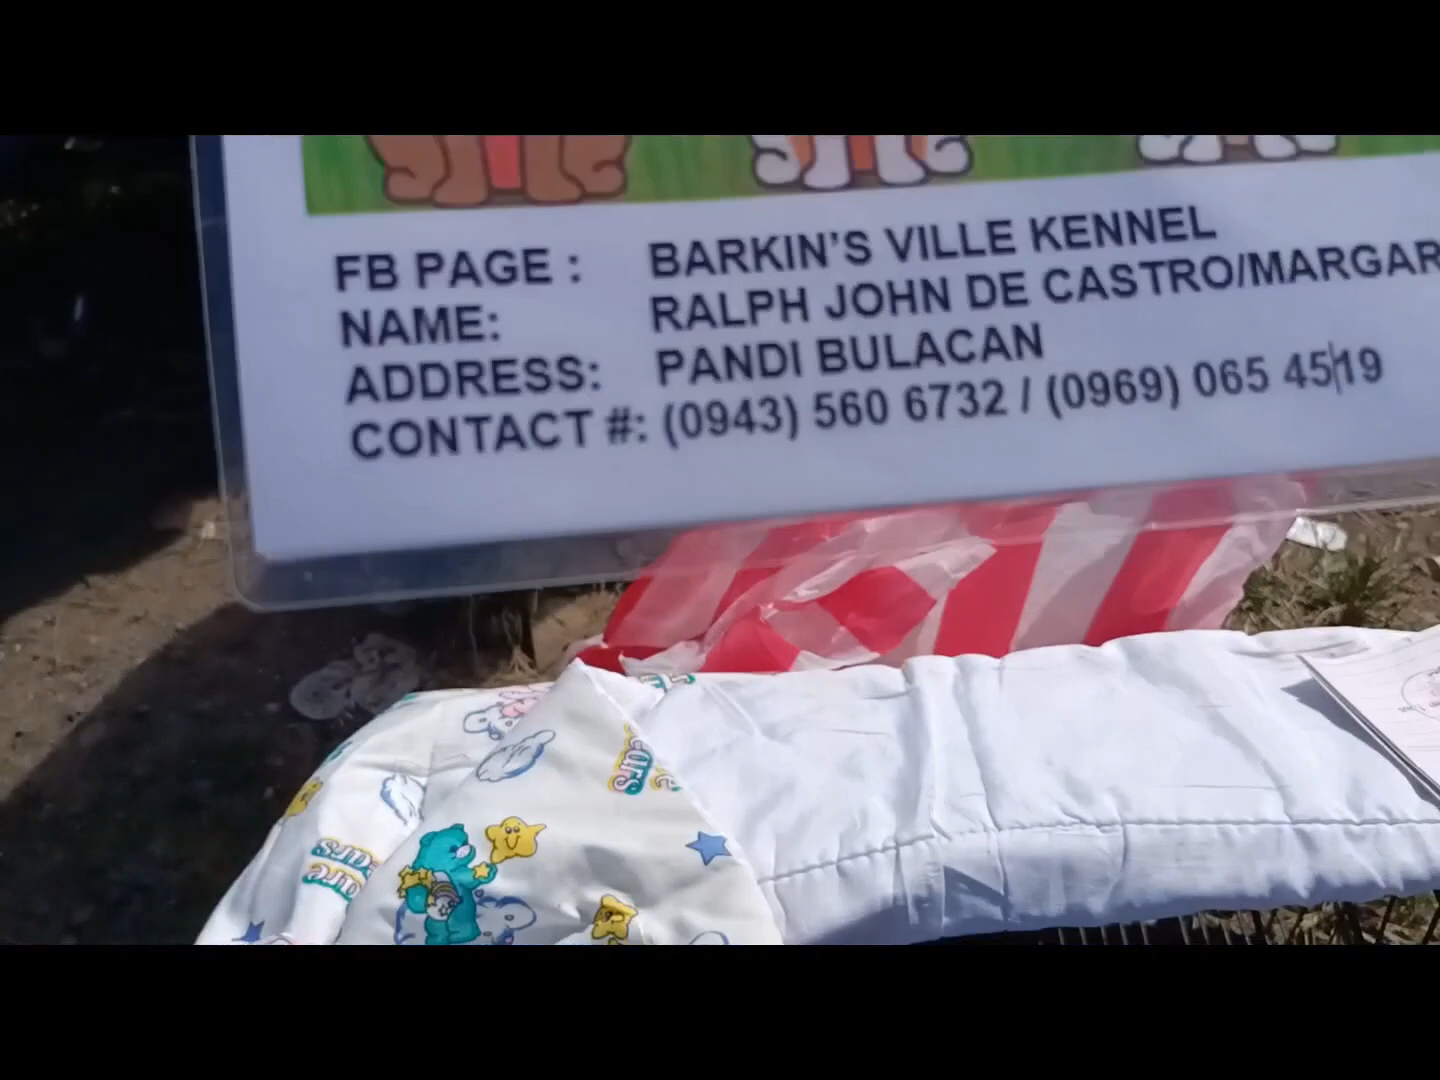 FB PAGE : BARKIN'S VILLE KENNEL
NAME: RALPH JOHN DE CASTRO/MARGAR
ADDRESS: PANDI BULACAN
CONTACT #: (0943) 560 6732 / (0969) 065 4519